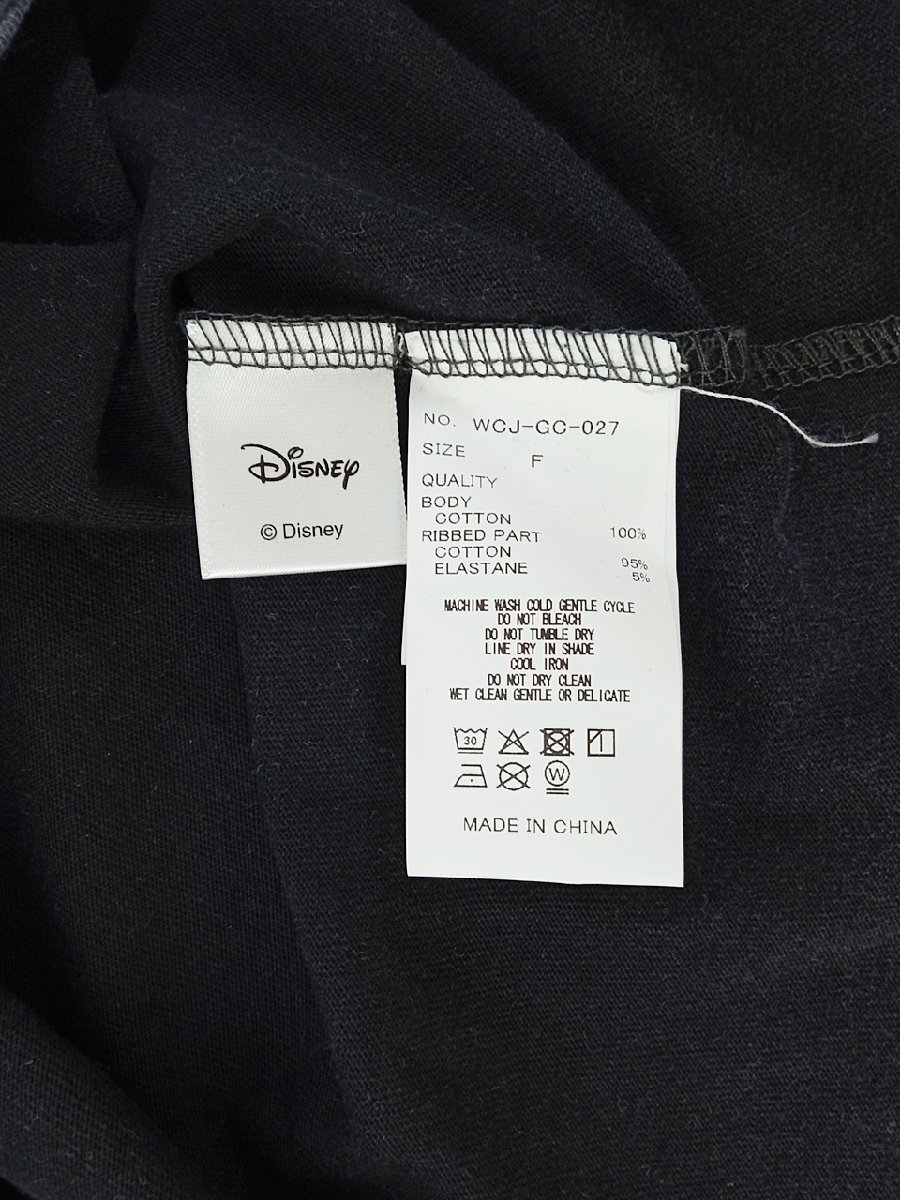 Disney
© Disney
NO. WCJ-CC-027
SIZE F
QUALITY
BODY
COTTON 100%
RIBBED PART
COTTON 95%
ELASTANE 5%
MACHINE WASH COLD GENTLE CYCLE
DO NOT BLEACH
DO NOT TUMBLE DRY
LINE DRY IN SHADE
COOL IRON
DO NOT DRY CLEAN
WET CLEAN GENTLE OR DELICATE
30
W
MADE IN CHINA